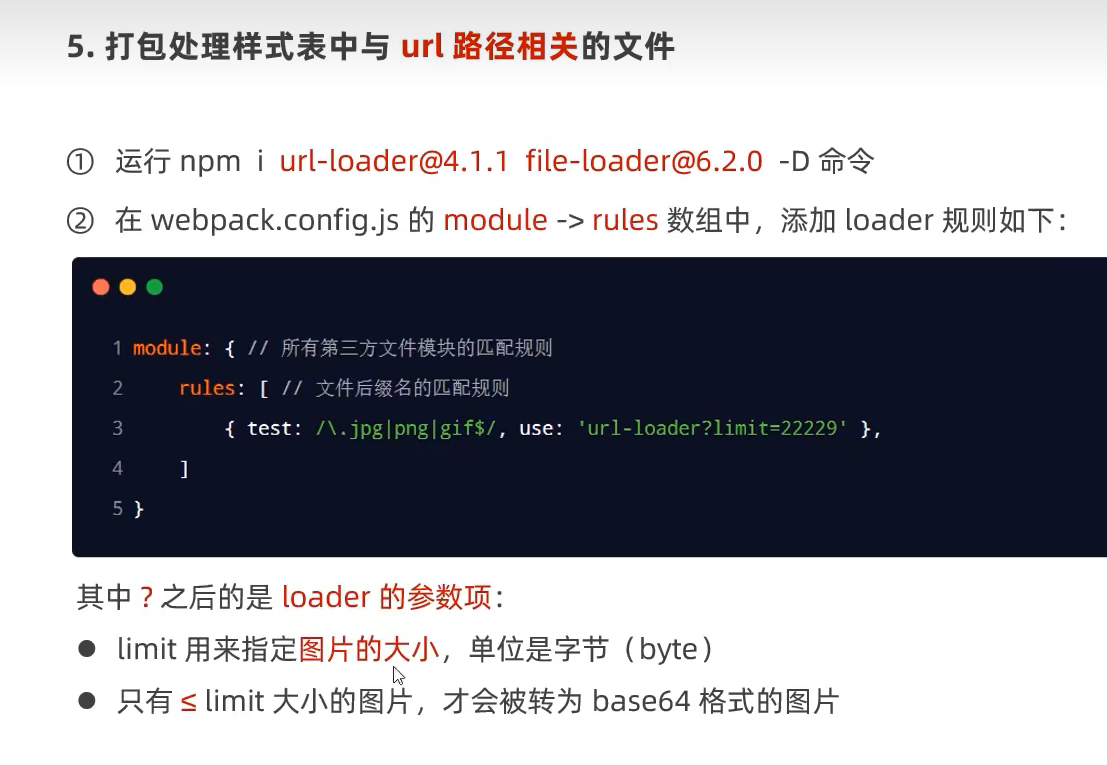 5. 打包处理样式表中与 url 路径相关的文件
① 运行 npm i url-loader@4.1.1 file-loader@6.2.0 -D 命令
② 在 webpack.config.js 的 module -> rules 数组中，添加 loader 规则如下：
1 module: { // 所有第三方文件模块的匹配规则
2 rules: [ // 文件后缀名的匹配规则
3 { test: /\.jpg|png|gif$/, use: 'url-loader?limit=22229' },
4 ]
5 }
其中 ? 之后的是 loader 的参数项：
● limit 用来指定图片的大小，单位是字节（byte）
● 只有 ≤ limit 大小的图片，才会被转为 base64 格式的图片